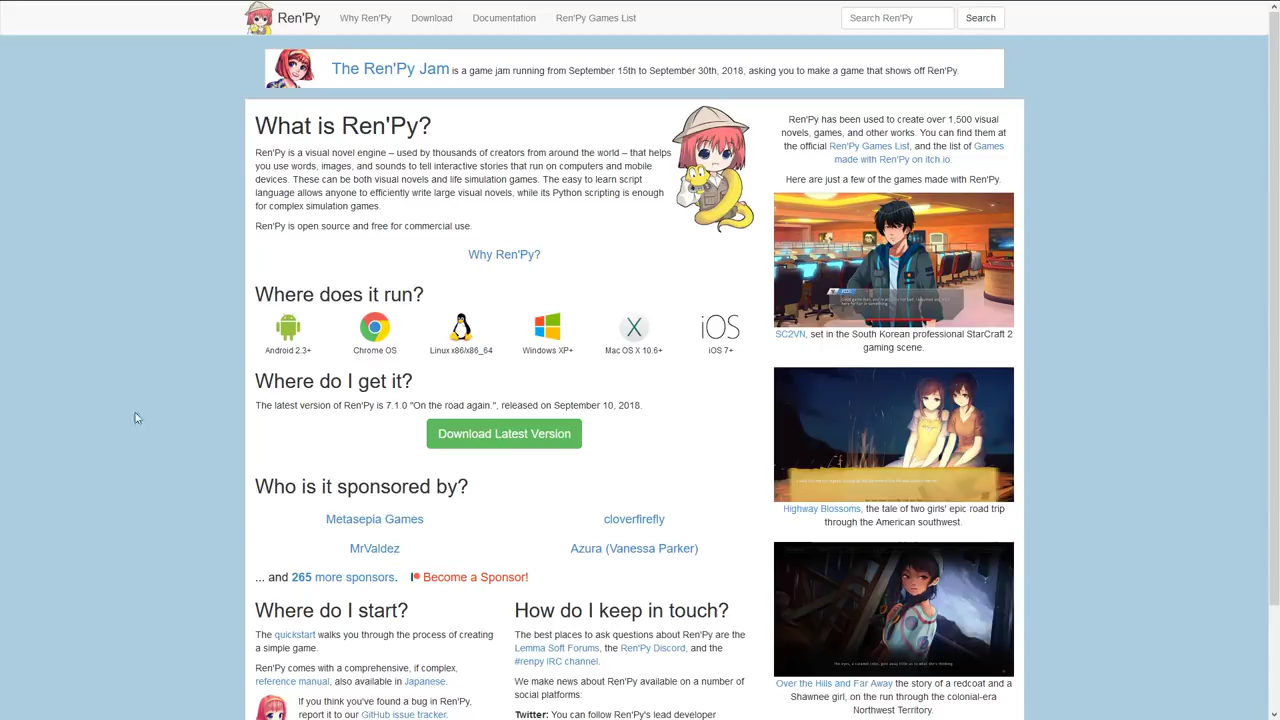 Ren'Py
Why Ren'Py
Download
Documentation
Ren'Py Games List
Search Ren'Py
Search
The Ren'Py Jam is a game jam running from September 15th to September 30th, 2018, asking you to make a game that shows off Ren'Py.
What is Ren'Py?
Ren'Py is a visual novel engine – used by thousands of creators from around the world – that helps
you use words, images, and sounds to tell interactive stories that run on computers and mobile
devices. These can be both visual novels and life simulation games. The easy to learn script
language allows anyone to efficiently write large visual novels, while its Python scripting is enough
for complex simulation games.
Ren'Py is open source and free for commercial use.
Why Ren'Py?
Where does it run?
iOS
Android 2.3+
Chrome OS
Linux x86/x86_64
Windows XP+
Mac OS X 10.6+
iOS 7+
Where do I get it?
The latest version of Ren'Py is 7.1.0 "On the road again.", released on September 10, 2018.
Download Latest Version
Who is it sponsored by?
Metasepia Games
cloverfirefly
MrValdez
Azura (Vanessa Parker)
... and 265 more sponsors.
Become a Sponsor!
Where do I start?
The quickstart walks you through the process of creating
a simple game.
Ren'Py comes with a comprehensive, if complex,
reference manual, also available in Japanese.
If you think you've found a bug in Ren'Py,
report it to our GitHub issue tracker.
How do I keep in touch?
The best places to ask questions about Ren'Py are the
Lemma Soft Forums, the Ren'Py Discord, and the
#renpy IRC channel.
We make news about Ren'Py available on a number of
social platforms:
Twitter: You can follow Ren'Py's lead developer
Ren'Py has been used to create over 1,500 visual
novels, games, and other works. You can find them at
the official Ren'Py Games List, and the list of Games
made with Ren'Py on itch.io.
Here are just a few of the games made with Ren'Py.
SC2VN, set in the South Korean professional StarCraft 2
gaming scene.
Highway Blossoms, the tale of two girls' epic road trip
through the American southwest.
Over the Hills and Far Away the story of a redcoat and a
Shawnee girl, on the run through the colonial-era
Northwest Territory.